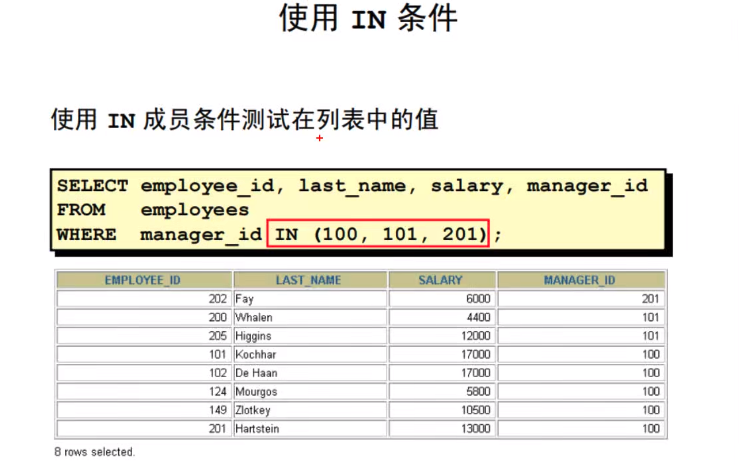 使用 IN 条件
使用 IN 成员条件测试在列表中的值
SELECT employee_id, last_name, salary, manager_id
FROM employees
WHERE manager_id IN (100, 101, 201);
EMPLOYEE_ID LAST_NAME SALARY MANAGER_ID
202 Fay 6000 201
200 Whalen 4400 101
205 Higgins 12000 101
101 Kochhar 17000 100
102 De Haan 17000 100
124 Mourgos 5800 100
149 Zlotkey 10500 100
201 Hartstein 13000 100
8 rows selected.